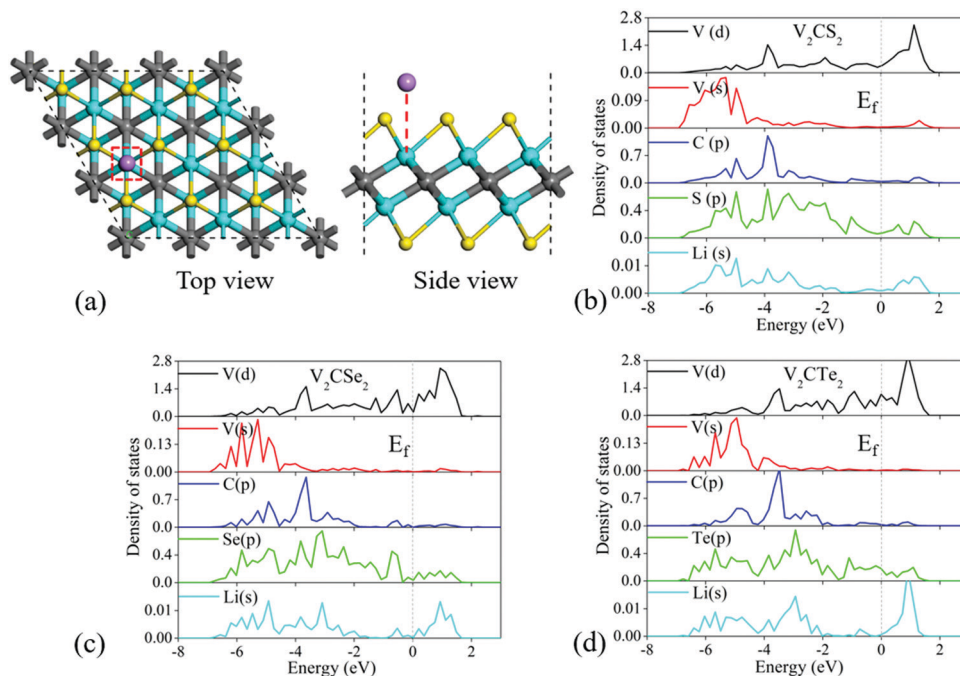 Top view
Side view
(a)
Density of states
2.8
1.4
0.0
V (d)
V₂CS₂
0.09
0.00
V (s)
E_f
0.7
0.0
C (p)
0.4
0.0
S (p)
0.01
0.00
Li (s)
-8 -6 -4 -2 0 2
Energy (eV)
(b)
Density of states
2.8
1.4
0.0
V(d)
V₂CSe₂
0.13
0.00
V(s)
E_f
0.7
0.0
C(p)
0.4
0.0
Se(p)
0.01
0.00
Li(s)
-8 -6 -4 -2 0 2
Energy (eV)
(c)
Density of states
2.8
1.4
0.0
V(d)
V₂CTe₂
0.13
0.00
V(s)
E_f
0.7
0.0
C(p)
0.4
0.0
Te(p)
0.01
0.00
Li(s)
-8 -6 -4 -2 0 2
Energy (eV)
(d)